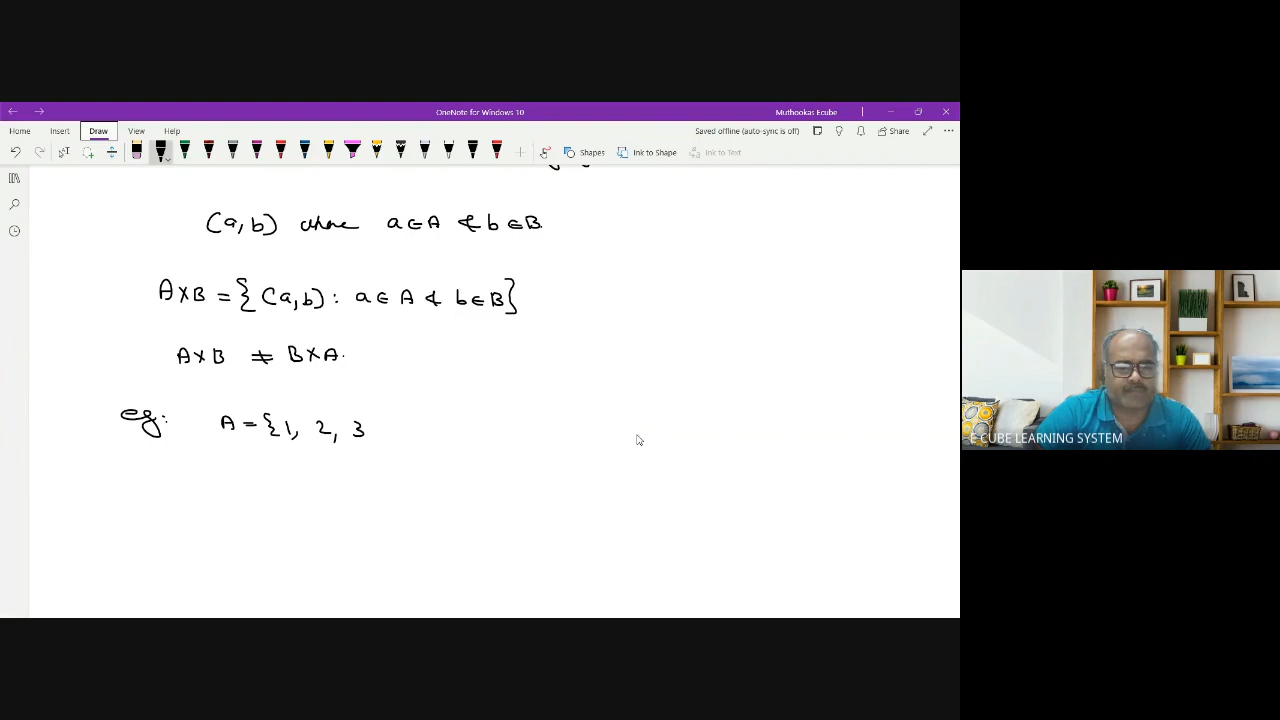 OneNote for Windows 10
Muthookas Ecube
Home Insert Draw View Help
Saved offline (auto-sync is off)
Share
Shapes
Ink to Shape
Ink to Text
(a, b) where a ∈ A & b ∈ B.
A×B = { (a, b) : a ∈ A & b ∈ B}
A×B ≠ B×A.
eg: A = {1, 2, 3
E CUBE LEARNING SYSTEM